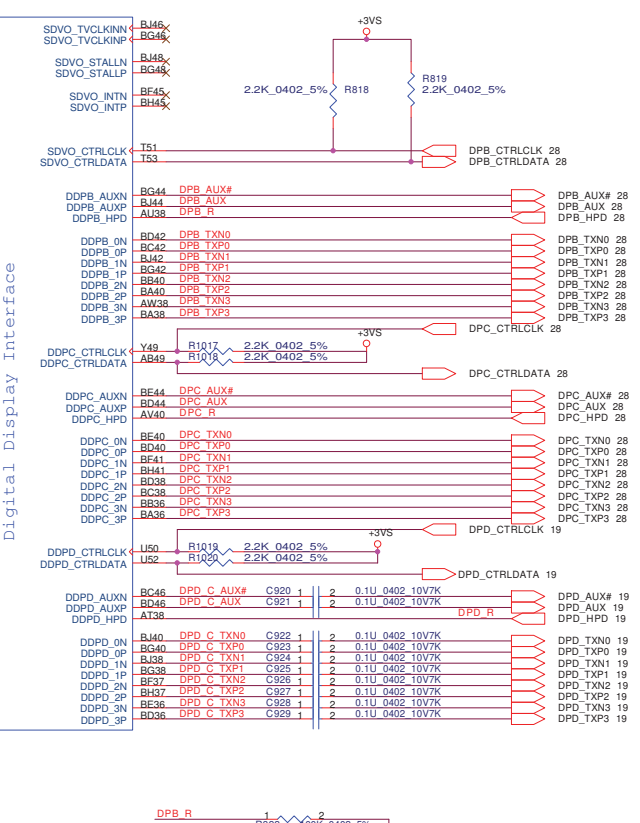 SDVO_TVCLKINN BJ46
SDVO_TVCLKINP BG46
SDVO_STALLN BJ48
SDVO_STALLP BG48
SDVO_INTN BF45
SDVO_INTP BH45
+3VS
2.2K_0402_5% R818
R819
2.2K_0402_5%
SDVO_CTRLCLK T51 DPB_CTRLCLK 28
SDVO_CTRLDATA T53 DPB_CTRLDATA 28
DDPB_AUXN BG44 DPB_AUX# DPB_AUX# 28
DDPB_AUXP BJ44 DPB_AUX DPB_AUX 28
DDPB_HPD AU38 DPB_R DPB_HPD 28
DDPB_0N BD42 DPB_TXN0 DPB_TXN0 28
DDPB_0P BC42 DPB_TXP0 DPB_TXP0 28
DDPB_1N BJ42 DPB_TXN1 DPB_TXN1 28
DDPB_1P BG42 DPB_TXP1 DPB_TXP1 28
DDPB_2N BB40 DPB_TXN2 DPB_TXN2 28
DDPB_2P BA40 DPB_TXP2 DPB_TXP2 28
DDPB_3N AW38 DPB_TXN3 DPB_TXN3 28
DDPB_3P BA38 DPB_TXP3 DPB_TXP3 28
DPC_CTRLCLK 28
+3VS
DDPC_CTRLCLK Y49 R1017 2.2K_0402_5%
DDPC_CTRLDATA AB49 R1018 2.2K_0402_5%
DPC_CTRLDATA 28
DDPC_AUXN BE44 DPC_AUX# DPC_AUX# 28
DDPC_AUXP BD44 DPC_AUX DPC_AUX 28
DDPC_HPD AV40 DPC_R DPC_HPD 28
DDPC_0N BE40 DPC_TXN0 DPC_TXN0 28
DDPC_0P BD40 DPC_TXP0 DPC_TXP0 28
DDPC_1N BF41 DPC_TXN1 DPC_TXN1 28
DDPC_1P BH41 DPC_TXP1 DPC_TXP1 28
DDPC_2N BD38 DPC_TXN2 DPC_TXN2 28
DDPC_2P BC38 DPC_TXP2 DPC_TXP2 28
DDPC_3N BB36 DPC_TXN3 DPC_TXN3 28
DDPC_3P BA36 DPC_TXP3 DPC_TXP3 28
DPD_CTRLCLK 19
+3VS
DDPD_CTRLCLK U50 R1019 2.2K_0402_5%
DDPD_CTRLDATA U52 R1020 2.2K_0402_5%
DPD_CTRLDATA 19
DDPD_AUXN BC46 DPD_C_AUX# C920 1 2 0.1U_0402_10V7K DPD_AUX# 19
DDPD_AUXP BD46 DPD_C_AUX C921 1 2 0.1U_0402_10V7K DPD_AUX 19
DDPD_HPD AT38 DPD_R DPD_HPD 19
DDPD_0N BJ40 DPD_C_TXN0 C922 1 2 0.1U_0402_10V7K DPD_TXN0 19
DDPD_0P BG40 DPD_C_TXP0 C923 1 2 0.1U_0402_10V7K DPD_TXP0 19
DDPD_1N BJ38 DPD_C_TXN1 C924 1 2 0.1U_0402_10V7K DPD_TXN1 19
DDPD_1P BG38 DPD_C_TXP1 C925 1 2 0.1U_0402_10V7K DPD_TXP1 19
DDPD_2N BF37 DPD_C_TXN2 C926 1 2 0.1U_0402_10V7K DPD_TXN2 19
DDPD_2P BH37 DPD_C_TXP2 C927 1 2 0.1U_0402_10V7K DPD_TXP2 19
DDPD_3N BE36 DPD_C_TXN3 C928 1 2 0.1U_0402_10V7K DPD_TXN3 19
DDPD_3P BD36 DPD_C_TXP3 C929 1 2 0.1U_0402_10V7K DPD_TXP3 19
Digital Display Interface
DPB_R 1 2